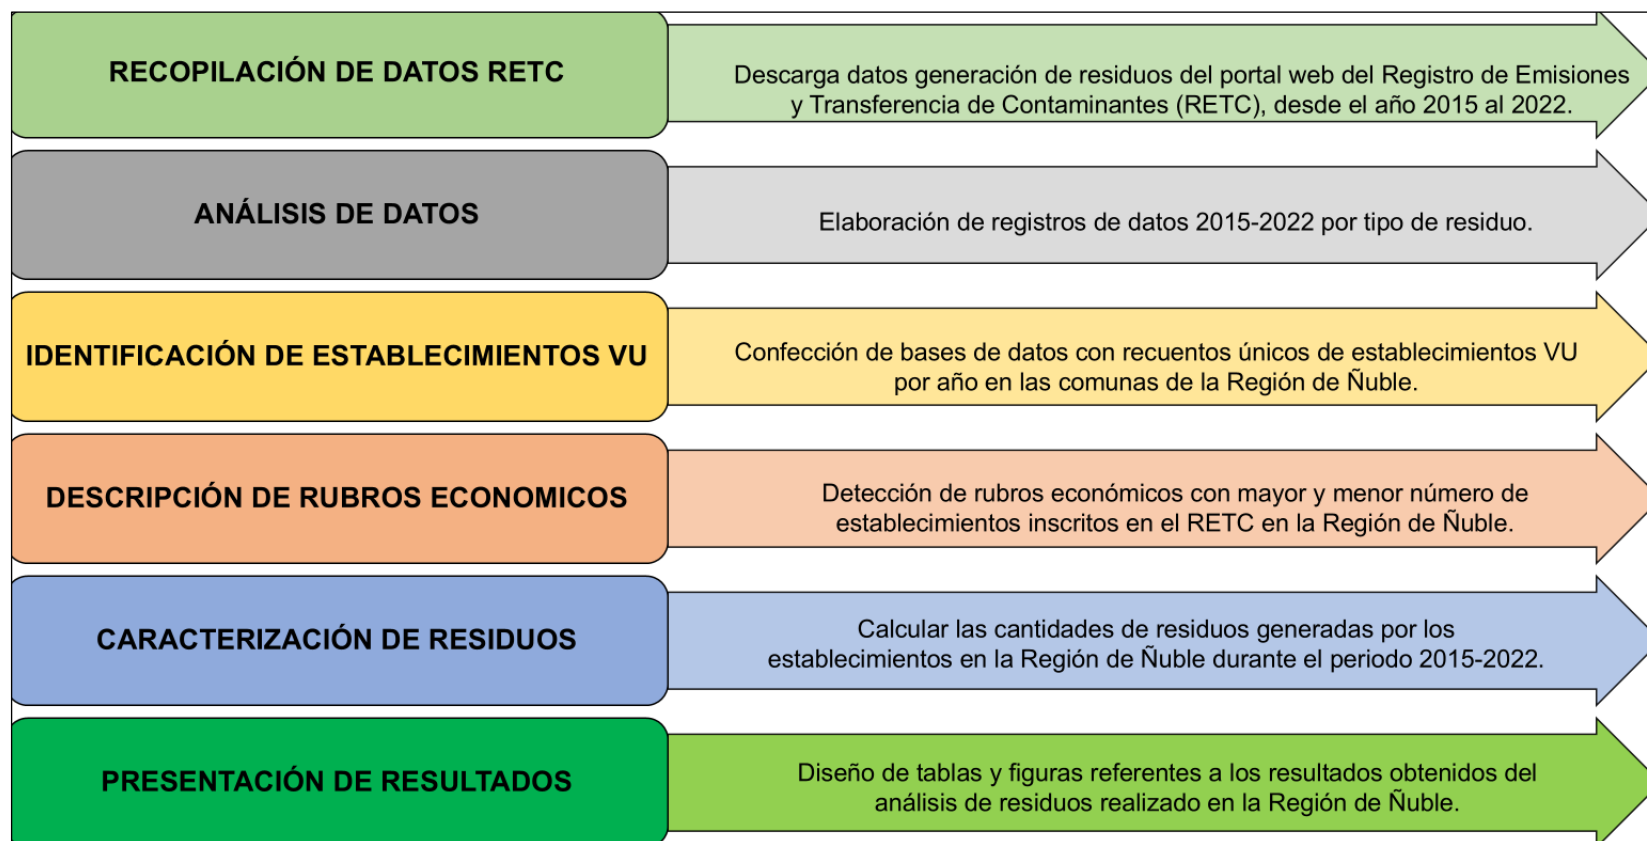 RECOPILACIÓN DE DATOS RETC
Descarga datos generación de residuos del portal web del Registro de Emisiones
y Transferencia de Contaminantes (RETC), desde el año 2015 al 2022.
ANÁLISIS DE DATOS
Elaboración de registros de datos 2015-2022 por tipo de residuo.
IDENTIFICACIÓN DE ESTABLECIMIENTOS VU
Confección de bases de datos con recuentos únicos de establecimientos VU
por año en las comunas de la Región de Ñuble.
DESCRIPCIÓN DE RUBROS ECONOMICOS
Detección de rubros económicos con mayor y menor número de
establecimientos inscritos en el RETC en la Región de Ñuble.
CARACTERIZACIÓN DE RESIDUOS
Calcular las cantidades de residuos generadas por los
establecimientos en la Región de Ñuble durante el periodo 2015-2022.
PRESENTACIÓN DE RESULTADOS
Diseño de tablas y figuras referentes a los resultados obtenidos del
análisis de residuos realizado en la Región de Ñuble.